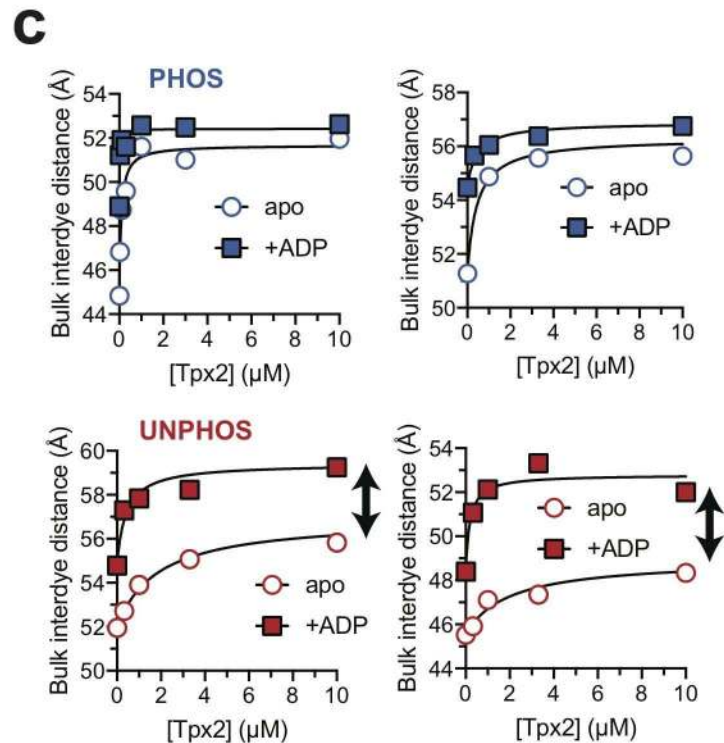 C
PHOS
Bulk interdye distance (Å)
54
52
50
48
46
44
apo
+ADP
0 2 4 6 8 10
[Tpx2] (µM)
Bulk interdye distance (Å)
58
56
54
52
50
apo
+ADP
0 2 4 6 8 10
[Tpx2] (µM)
UNPHOS
Bulk interdye distance (Å)
60
58
56
54
52
50
apo
+ADP
0 2 4 6 8 10
[Tpx2] (µM)
Bulk interdye distance (Å)
54
52
50
48
46
44
apo
+ADP
0 2 4 6 8 10
[Tpx2] (µM)